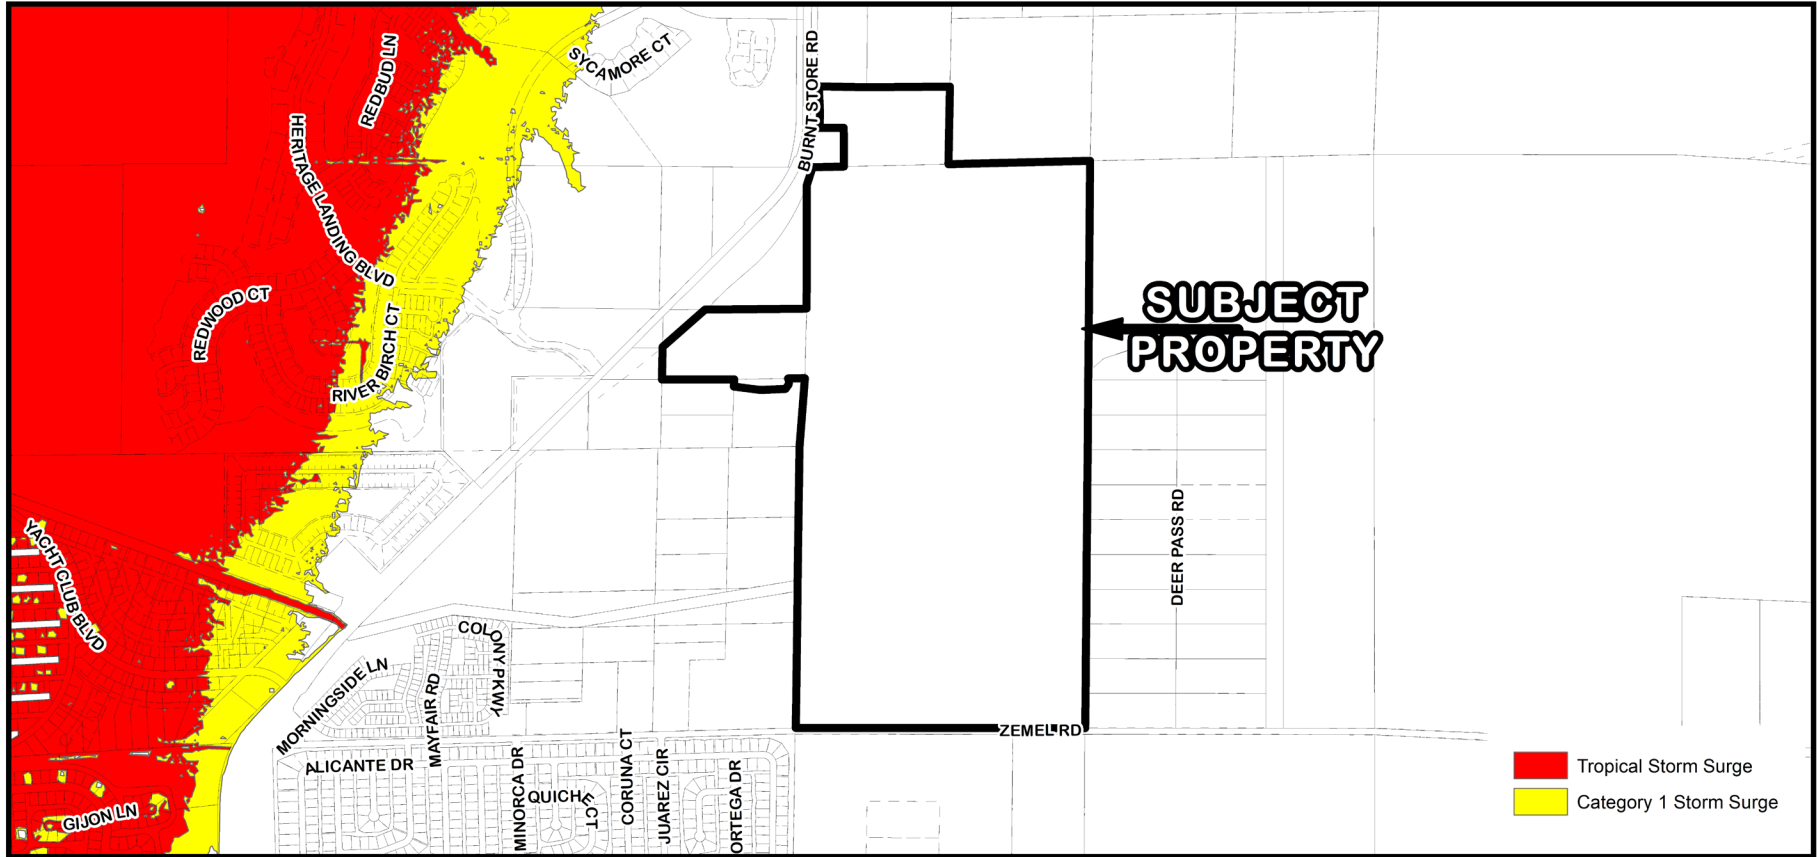 REDBUD LN
SYCAMORE CT
BURNT STORE RD
HERITAGE LANDING BLVD
REDWOOD CT
RIVER BIRCH CT
SUBJECT
PROPERTY
YACHT CLUB BLVD
DEER PASS RD
COLONY PKWY
MORNINGSIDE LN
MAYFAIR RD
ZEMEL RD
ALICANTE DR
MINORCA DR
QUICHE CT
CORUNA CT
JUAREZ CIR
ORTEGA DR
GIJON LN
Tropical Storm Surge
Category 1 Storm Surge